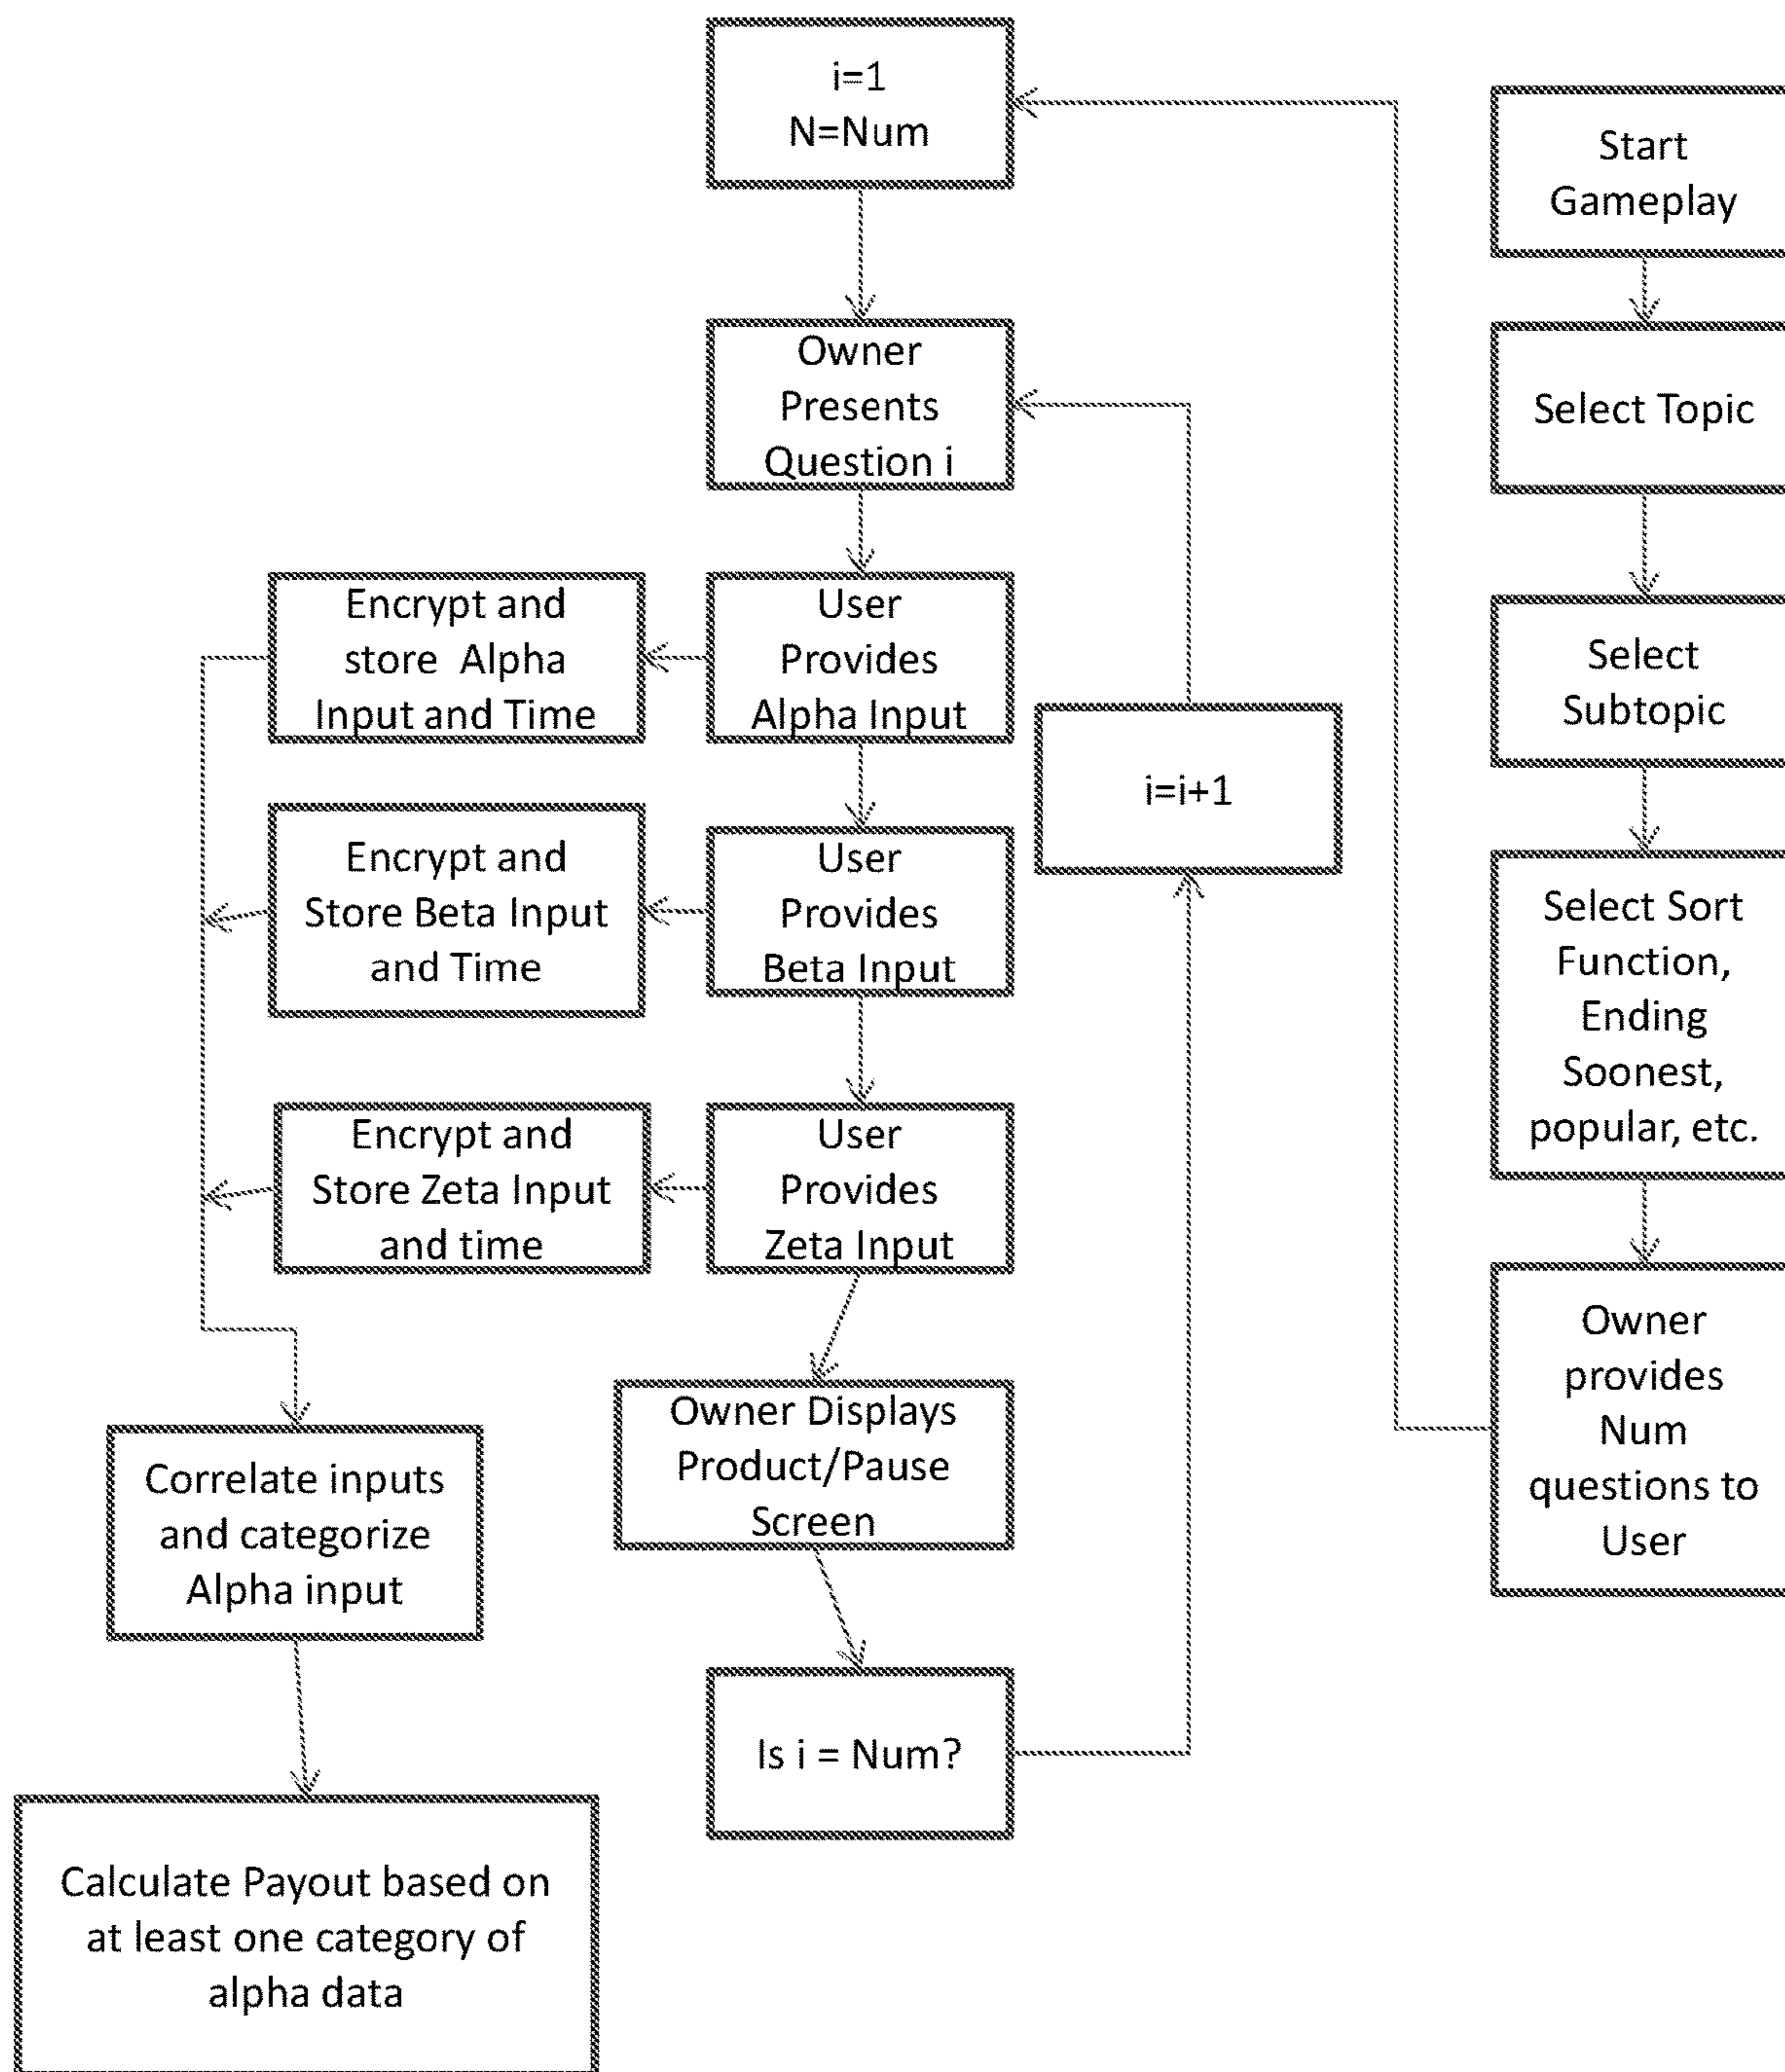 i=1
N=Num
Start
Gameplay
Owner
Presents
Question i
Select Topic
Encrypt and
store Alpha
Input and Time
User
Provides
Alpha Input
Select
Subtopic
i=i+1
Encrypt and
Store Beta Input
and Time
User
Provides
Beta Input
Select Sort
Function,
Ending
Soonest,
popular, etc.
Encrypt and
Store Zeta Input
and time
User
Provides
Zeta Input
Owner
provides
Num
questions to
User
Owner Displays
Product/Pause
Screen
Correlate inputs
and categorize
Alpha input
Is i = Num?
Calculate Payout based on
at least one category of
alpha data